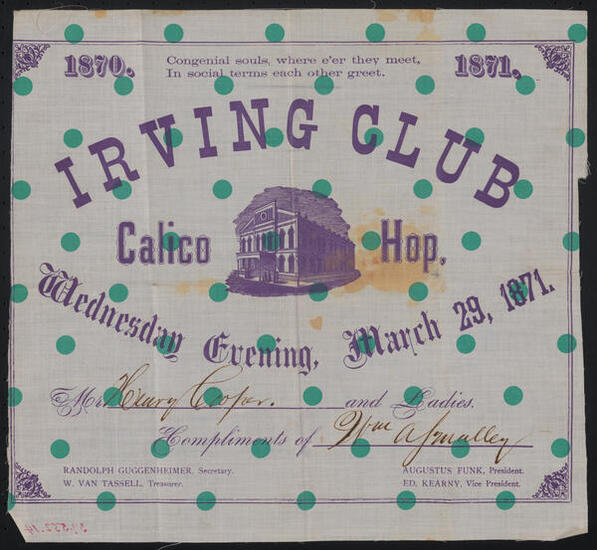 1870.
Congenial souls, where e'er they meet,
In social terms each other greet.
1871.
IRVING CLUB
Calico Hop,
Wednesday Evening, March 29, 1871.
Mr Henry Cooper. and Ladies.
Compliments of Wm A Smalley
RANDOLPH GUGGENHEIMER, Secretary.
W. VAN TASSELL, Treasurer.
AUGUSTUS FUNK, President.
ED. KEARNY, Vice President.